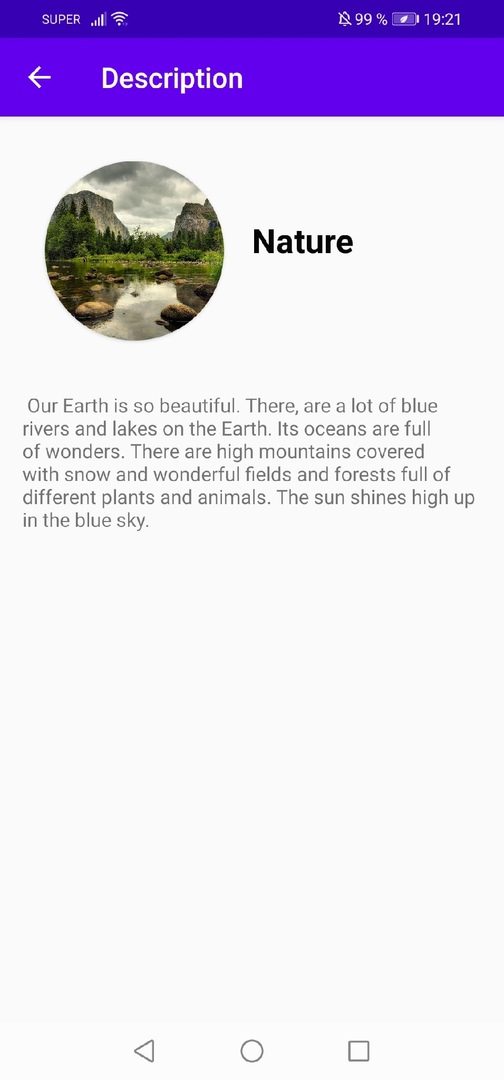 SUPER 99 % 19:21
Description
Nature
Our Earth is so beautiful. There, are a lot of blue
rivers and lakes on the Earth. Its oceans are full
of wonders. There are high mountains covered
with snow and wonderful fields and forests full of
different plants and animals. The sun shines high up
in the blue sky.